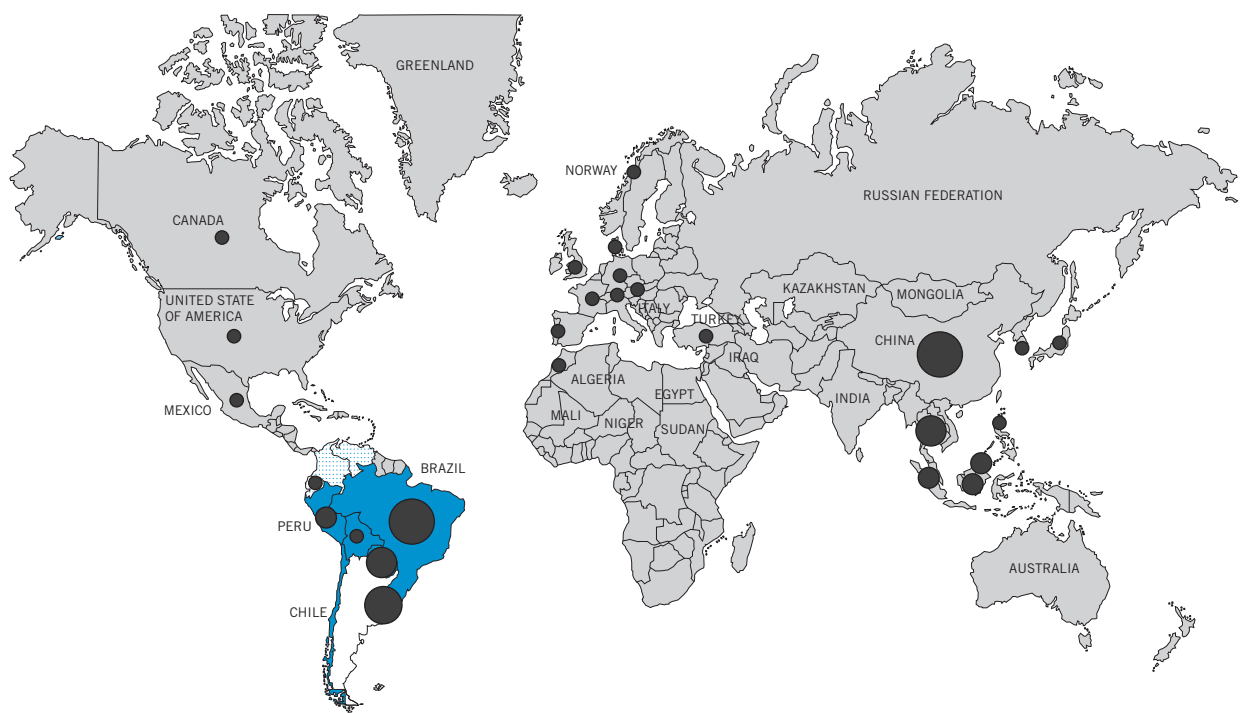 GREENLAND
NORWAY
RUSSIAN FEDERATION
CANADA
KAZAKHSTAN
MONGOLIA
UNITED STATE
OF AMERICA
ITALY
TURKEY
CHINA
IRAQ
ALGERIA
EGYPT
INDIA
MEXICO
MALI
NIGER
SUDAN
BRAZIL
PERU
AUSTRALIA
CHILE